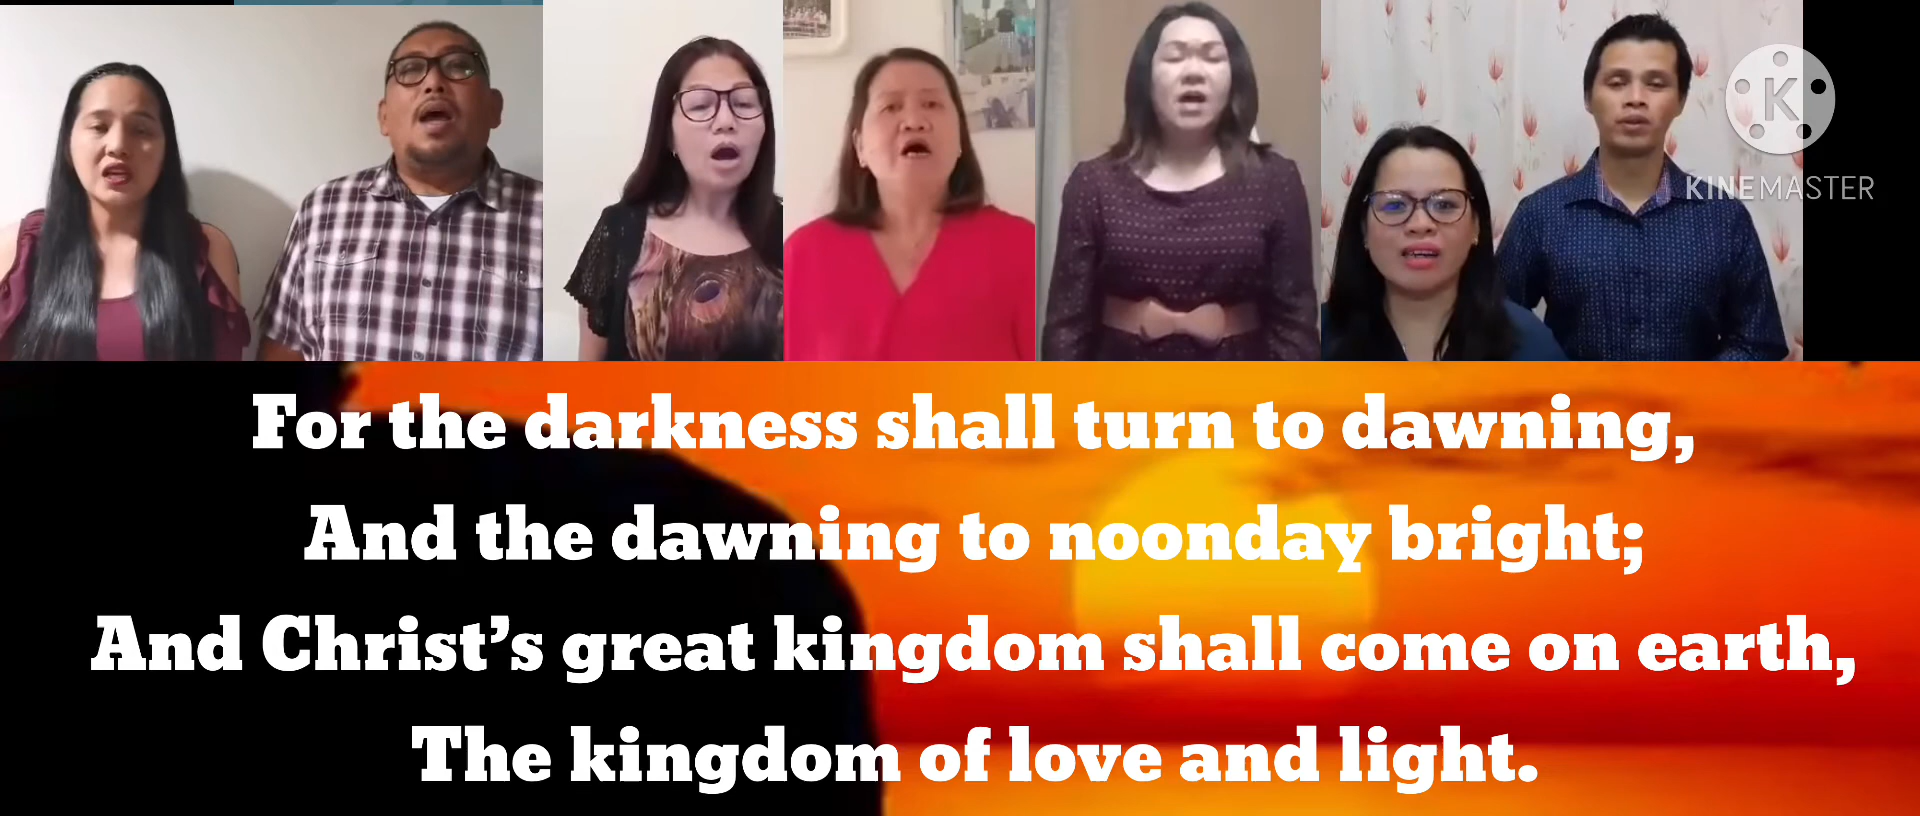 K
KINEMASTER
For the darkness shall turn to dawning,
And the dawning to noonday bright;
And Christ's great kingdom shall come on earth,
The kingdom of love and light.